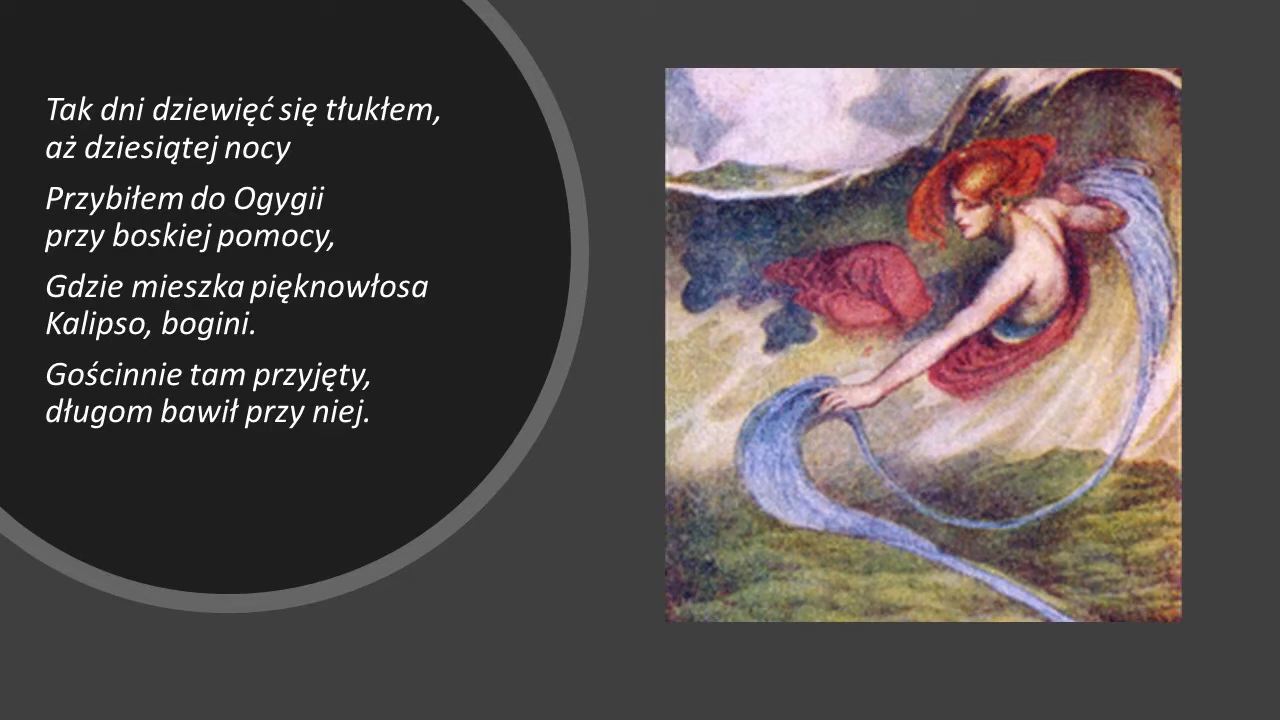 Tak dni dziewięć się tłukłem,
aż dziesiątej nocy
Przybiłem do Ogygii
przy boskiej pomocy,
Gdzie mieszka pięknowłosa
Kalipso, bogini.
Gościnnie tam przyjęty,
długom bawił przy niej.